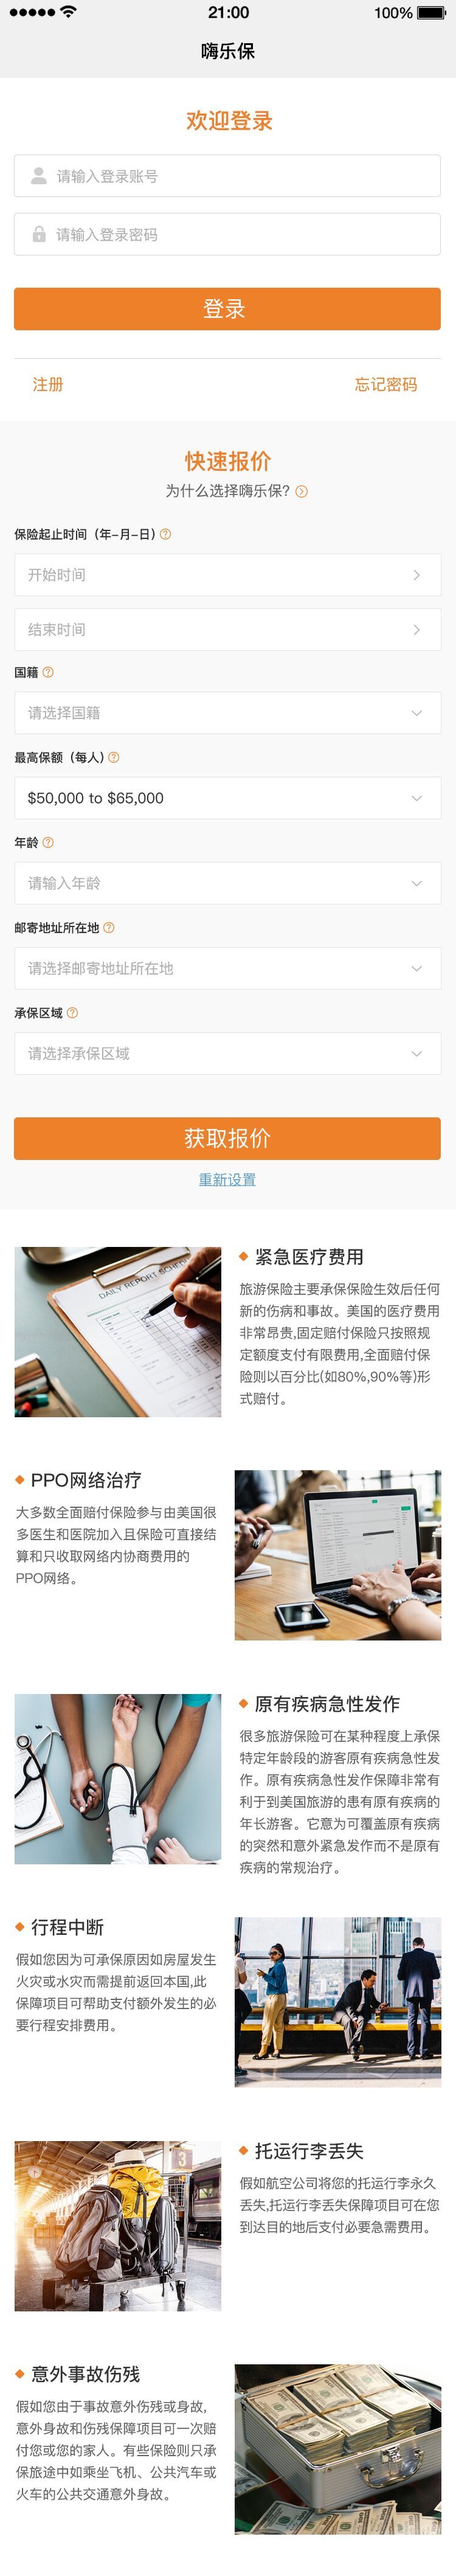 21:00
100%
嗨乐保
欢迎登录
请输入登录账号
请输入登录密码
登录
注册
忘记密码
快速报价
为什么选择嗨乐保?
保险起止时间（年–月–日）
开始时间
结束时间
国籍
请选择国籍
最高保额（每人）
$50,000 to $65,000
年龄
请输入年龄
邮寄地址所在地
请选择邮寄地址所在地
承保区域
请选择承保区域
获取报价
重新设置
DAILY REPORT
紧急医疗费用
旅游保险主要承保保险生效后任何
新的伤病和事故。美国的医疗费用
非常昂贵,固定赔付保险只按照规
定额度支付有限费用,全面赔付保
险则以百分比(如80%,90%等)形
式赔付。
PPO网络治疗
大多数全面赔付保险参与由美国很
多医生和医院加入且保险可直接结
算和只收取网络内协商费用的
PPO网络。
原有疾病急性发作
很多旅游保险可在某种程度上承保
特定年龄段的游客原有疾病急性发
作。原有疾病急性发作保障非常有
利于到美国旅游的患有原有疾病的
年长游客。它意为可覆盖原有疾病
的突然和意外紧急发作而不是原有
疾病的常规治疗。
行程中断
假如您因为可承保原因如房屋发生
火灾或水灾而需提前返回本国,此
保障项目可帮助支付额外发生的必
要行程安排费用。
3
托运行李丢失
假如航空公司将您的托运行李永久
丢失,托运行李丢失保障项目可在您
到达目的地后支付必要急需费用。
意外事故伤残
假如您由于事故意外伤残或身故,
意外身故和伤残保障项目可一次赔
付您或您的家人。有些保险则只承
保旅途中如乘坐飞机、公共汽车或
火车的公共交通意外身故。